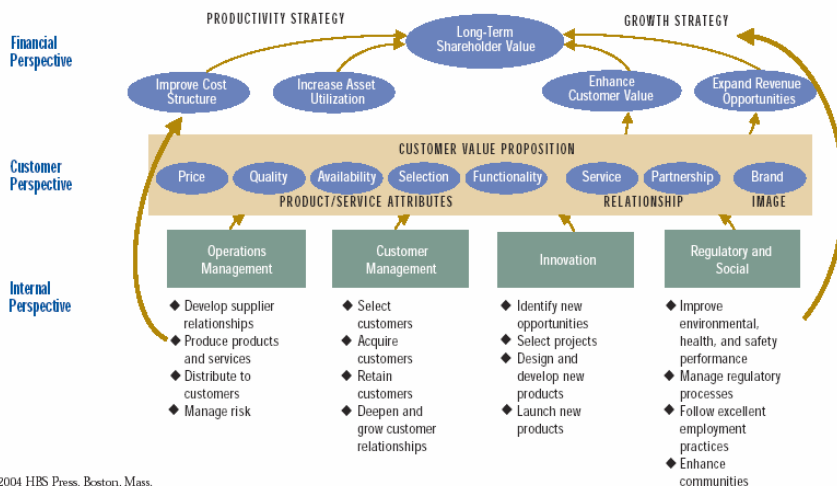 PRODUCTIVITY STRATEGY
GROWTH STRATEGY
Long-Term
Shareholder Value
Financial
Perspective
Improve Cost
Structure
Increase Asset
Utilization
Enhance
Customer Value
Expand Revenue
Opportunities
CUSTOMER VALUE PROPOSITION
Customer
Perspective
Price
Quality
Availability
Selection
Functionality
Service
Partnership
Brand
PRODUCT/SERVICE ATTRIBUTES
RELATIONSHIP
IMAGE
Internal
Perspective
Operations
Management
◆ Develop supplier
relationships
◆ Produce products
and services
◆ Distribute to
customers
◆ Manage risk
Customer
Management
◆ Select
customers
◆ Acquire
customers
◆ Retain
customers
◆ Deepen and
grow customer
relationships
Innovation
◆ Identify new
opportunities
◆ Select projects
◆ Design and
develop new
products
◆ Launch new
products
Regulatory and
Social
◆ Improve
environmental,
health, and safety
performance
◆ Manage regulatory
processes
◆ Follow excellent
employment
practices
◆ Enhance
communities
2004 HBS Press, Boston, Mass.